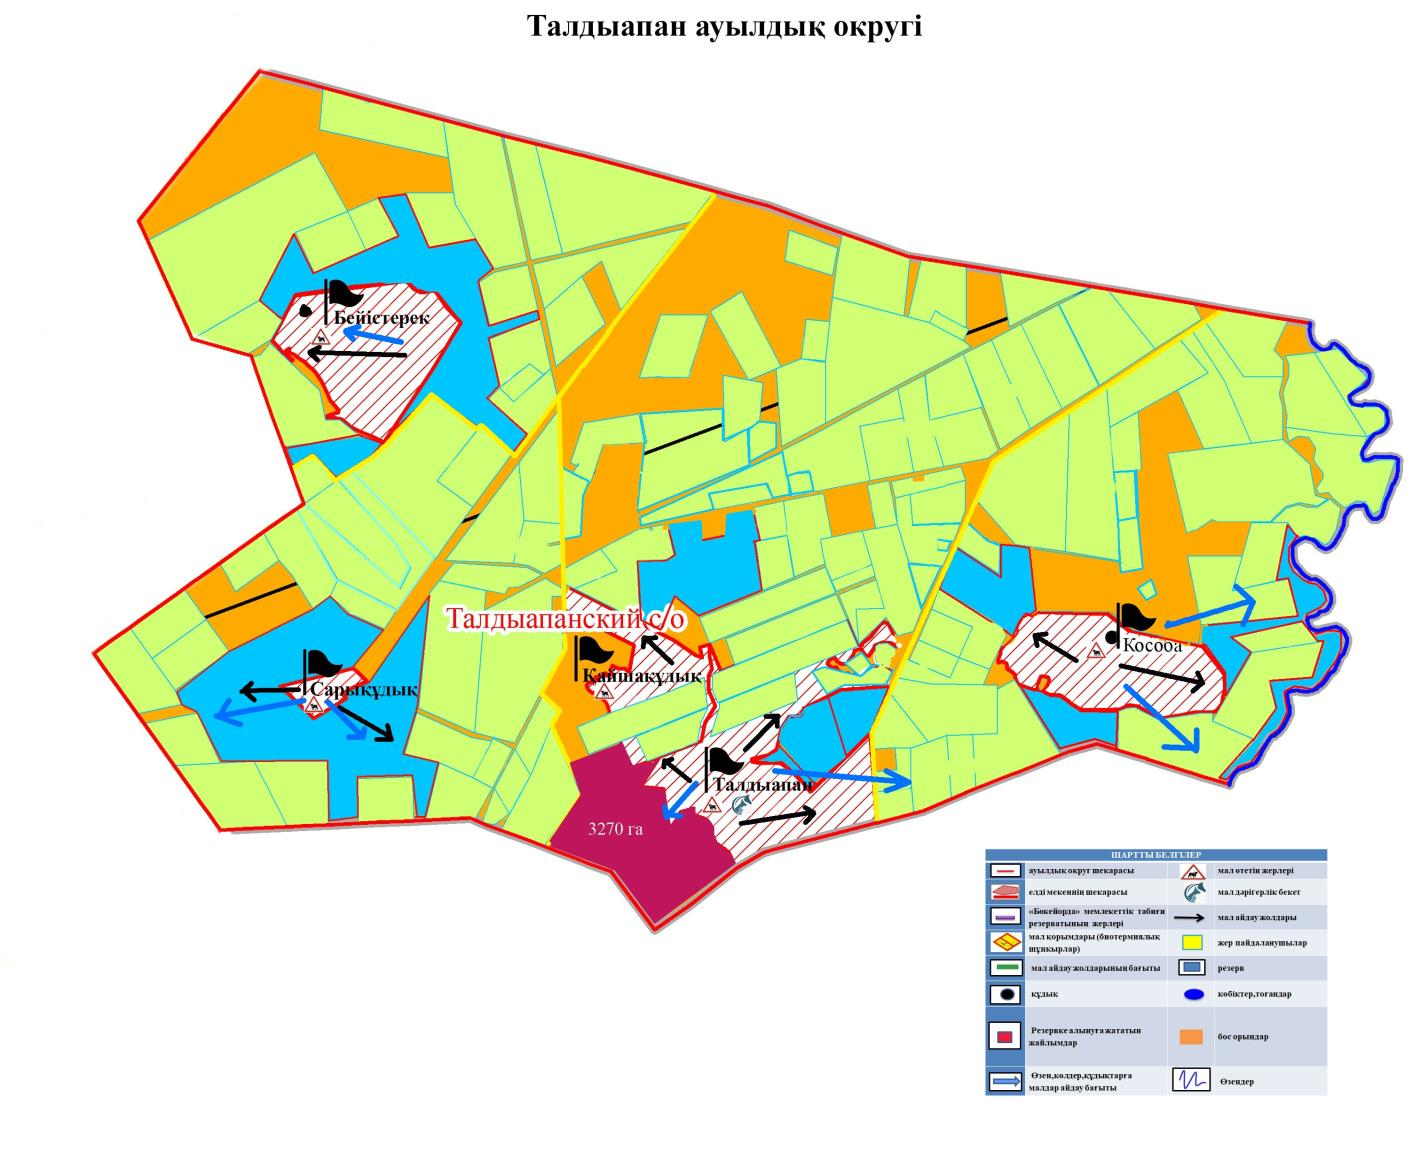 Талдыапан ауылдық округі
Бейістерек
Талдыапанский с/о
Қайшақұдық
Кособа
Сарықұдық
Талдыапан
3270 га
ШАРТТЫ БЕЛГІЛЕР
ауылдық округ шекарасы
мал өтетін жерлері
елді мекеннің шекарасы
мал дәрігерлік бекет
«Бөкейорда» мемлекеттік табиғи
резерватының жерлері
мал айдау жолдары
мал қорымдары (биотермиялық
шұңқырлар)
жер пайдаланушылар
мал айдау жолдарының бағыты
резерв
құдық
көбіктер,тоғандар
Резервке алынуға жататын
жайлымдар
бос орындар
Өзен,көлдер,құдықтарға
малдар айдау бағыты
Өзендер